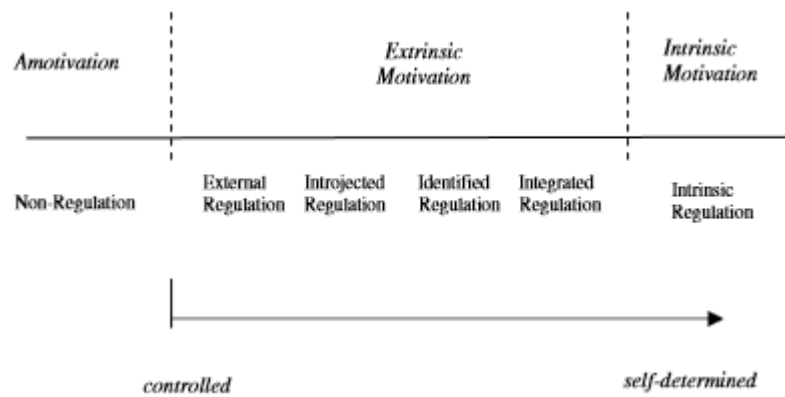 Amotivation
Extrinsic
Motivation
Intrinsic
Motivation
Non-Regulation
External
Regulation
Introjected
Regulation
Identified
Regulation
Integrated
Regulation
Intrinsic
Regulation
controlled
self-determined